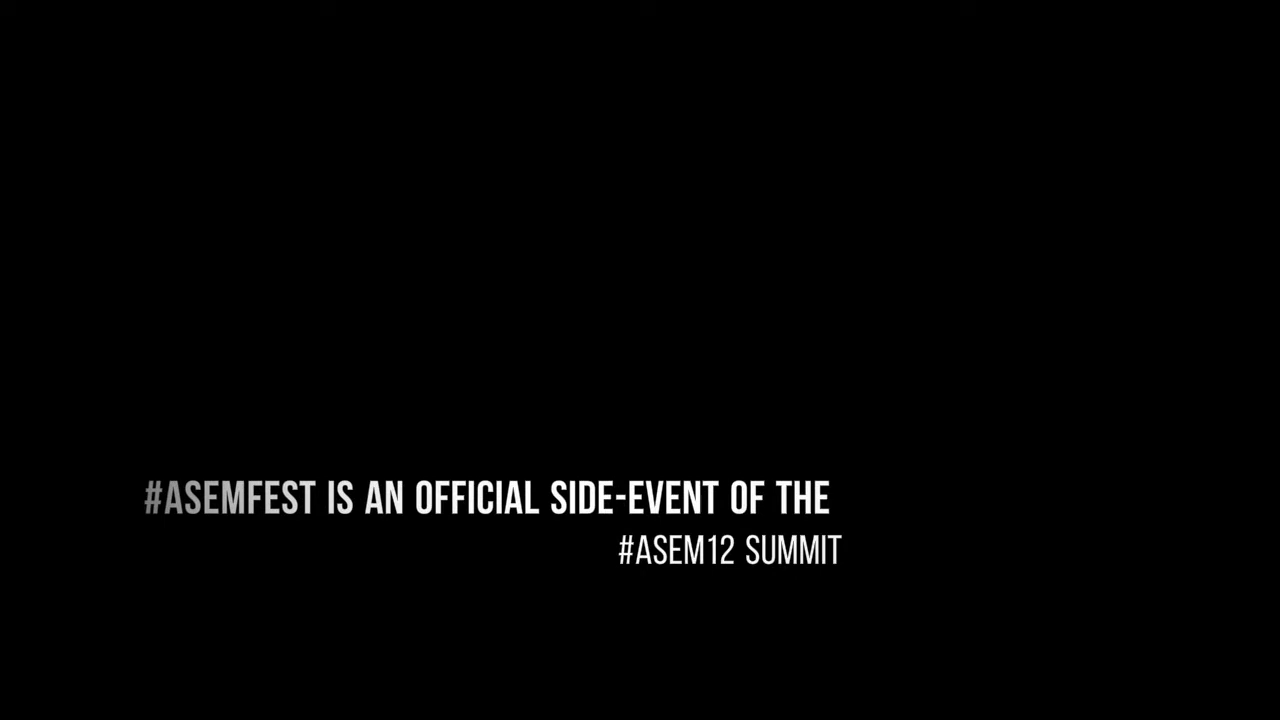 #ASEMFEST IS AN OFFICIAL SIDE-EVENT OF THE
#ASEM12 SUMMIT